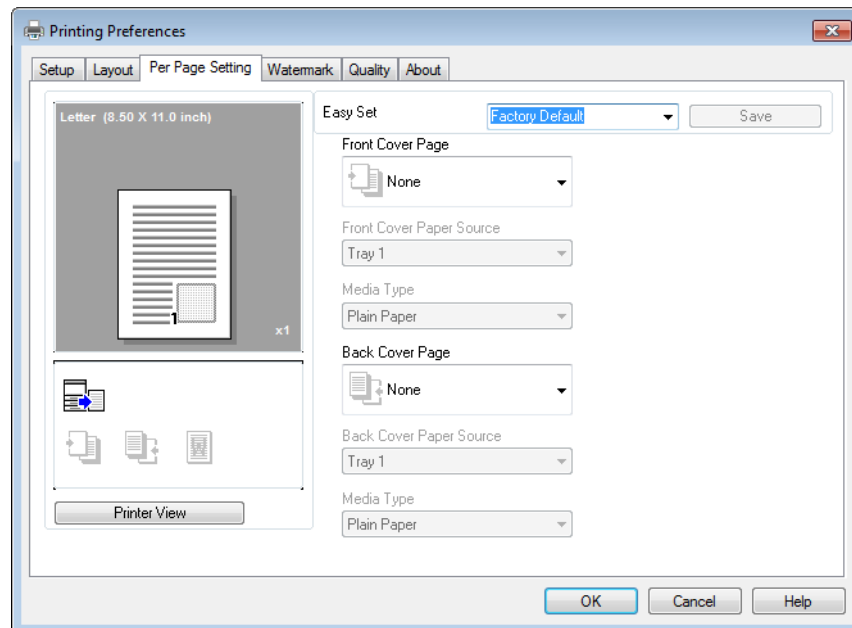 Printing Preferences
Setup Layout Per Page Setting Watermark Quality About
Letter (8.50 X 11.0 inch)
1
x1
Printer View
Easy Set Factory Default Save
Front Cover Page
None
Front Cover Paper Source
Tray 1
Media Type
Plain Paper
Back Cover Page
None
Back Cover Paper Source
Tray 1
Media Type
Plain Paper
OK Cancel Help